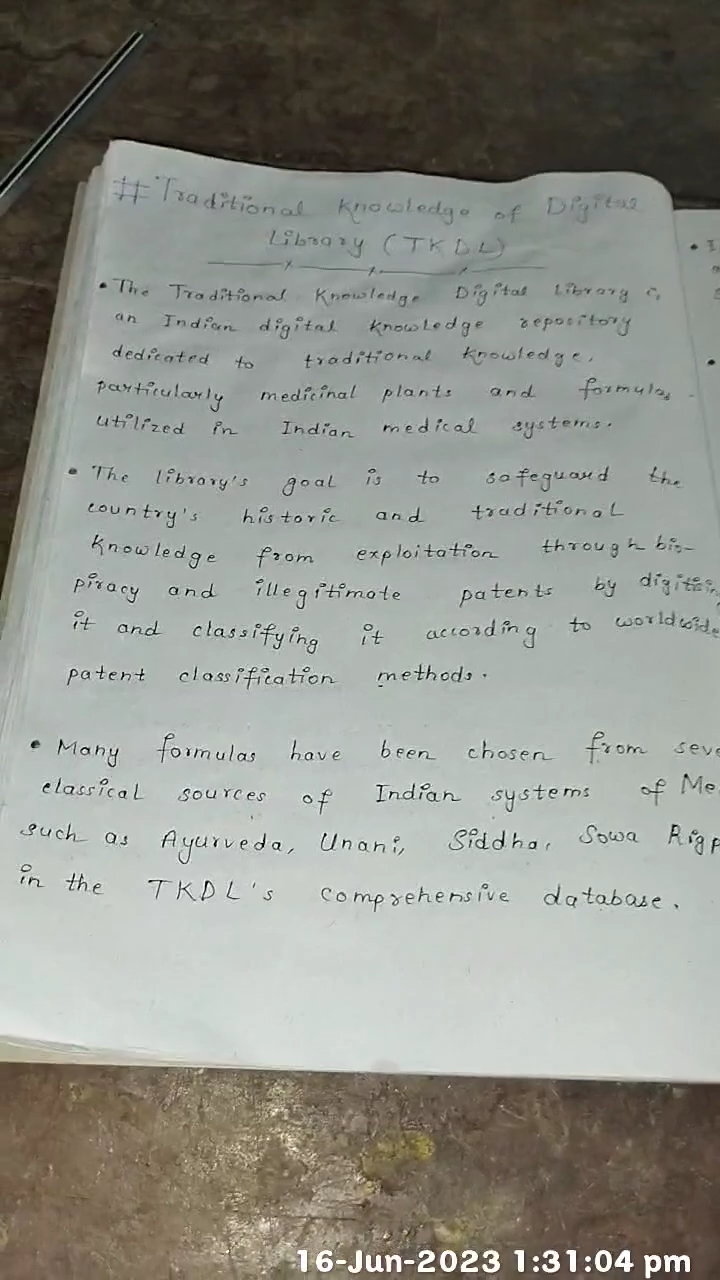 # Traditional Knowledge of Digital
Library (TKDL)
• The Traditional Knowledge Digital Library is
an Indian digital knowledge repository
dedicated to traditional knowledge,
particularly medicinal plants and formulas
utilized in Indian medical systems.
• The library's goal is to safeguard the
country's historic and traditional
knowledge from exploitation through bio-
piracy and illegitimate patents by
it and classifying it according to worldwide
patent classification methods.
• Many formulas have been chosen from
classical sources of Indian systems of
such as Ayurveda, Unani, Siddha, Sowa
in the TKDL's comprehensive database.
16-Jun-2023 1:31:04 pm